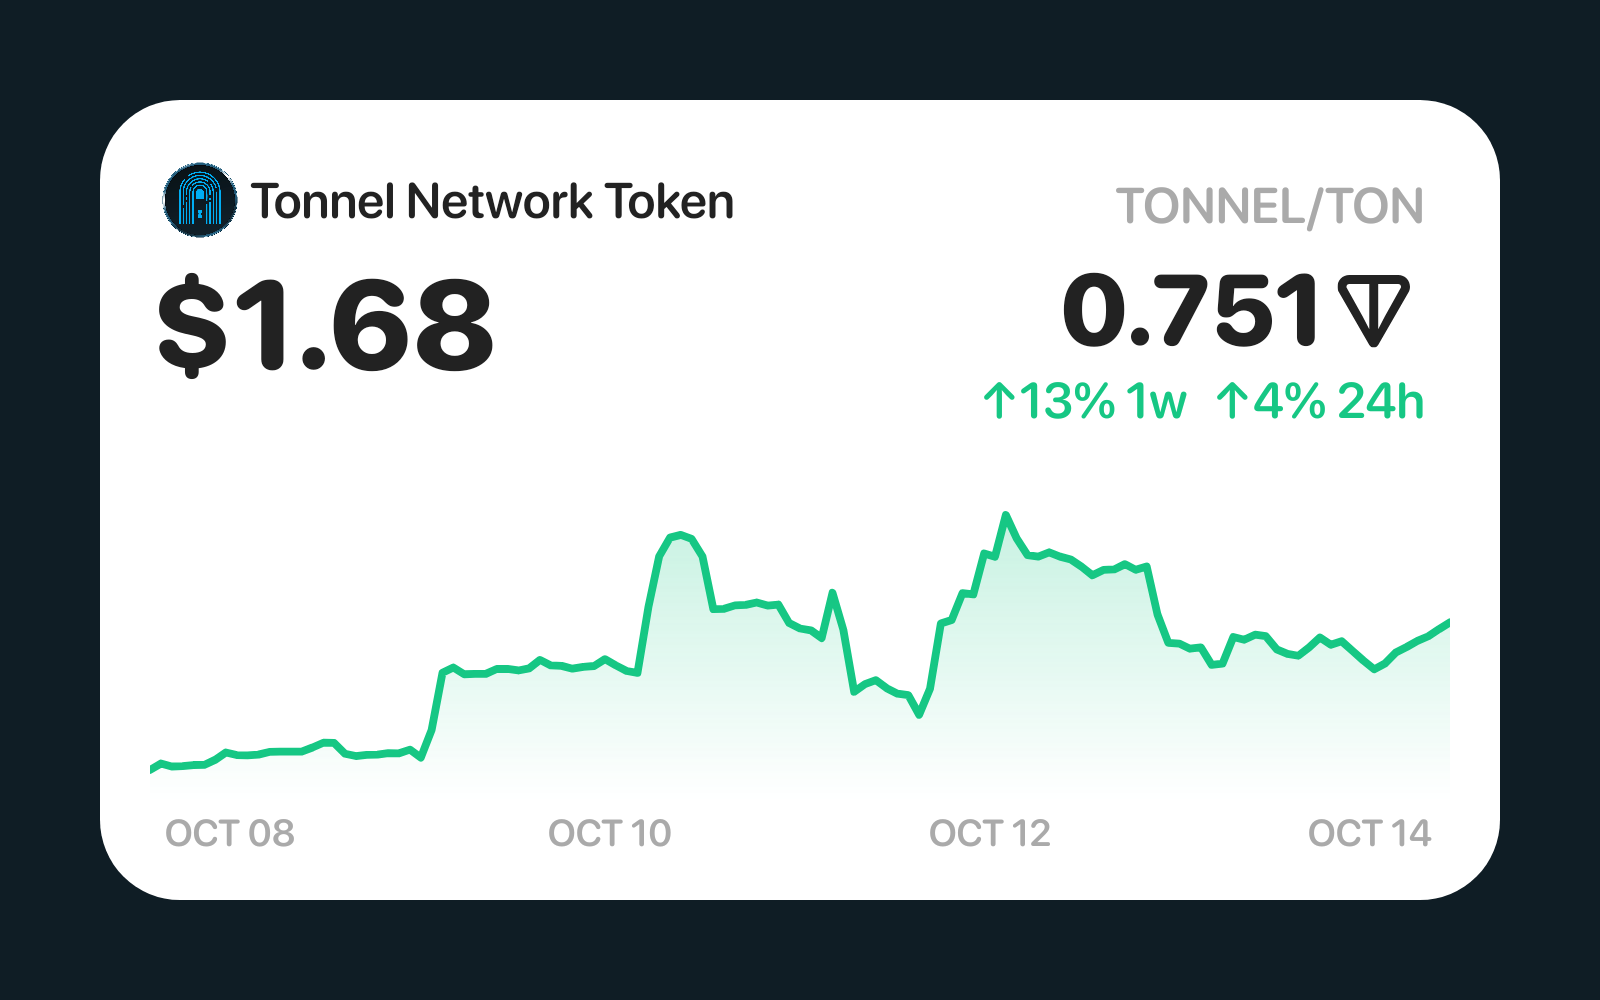 Tonnel Network Token
TONNEL/TON
$1.68
0.751
↑13% 1w ↑4% 24h
OCT 08
OCT 10
OCT 12
OCT 14